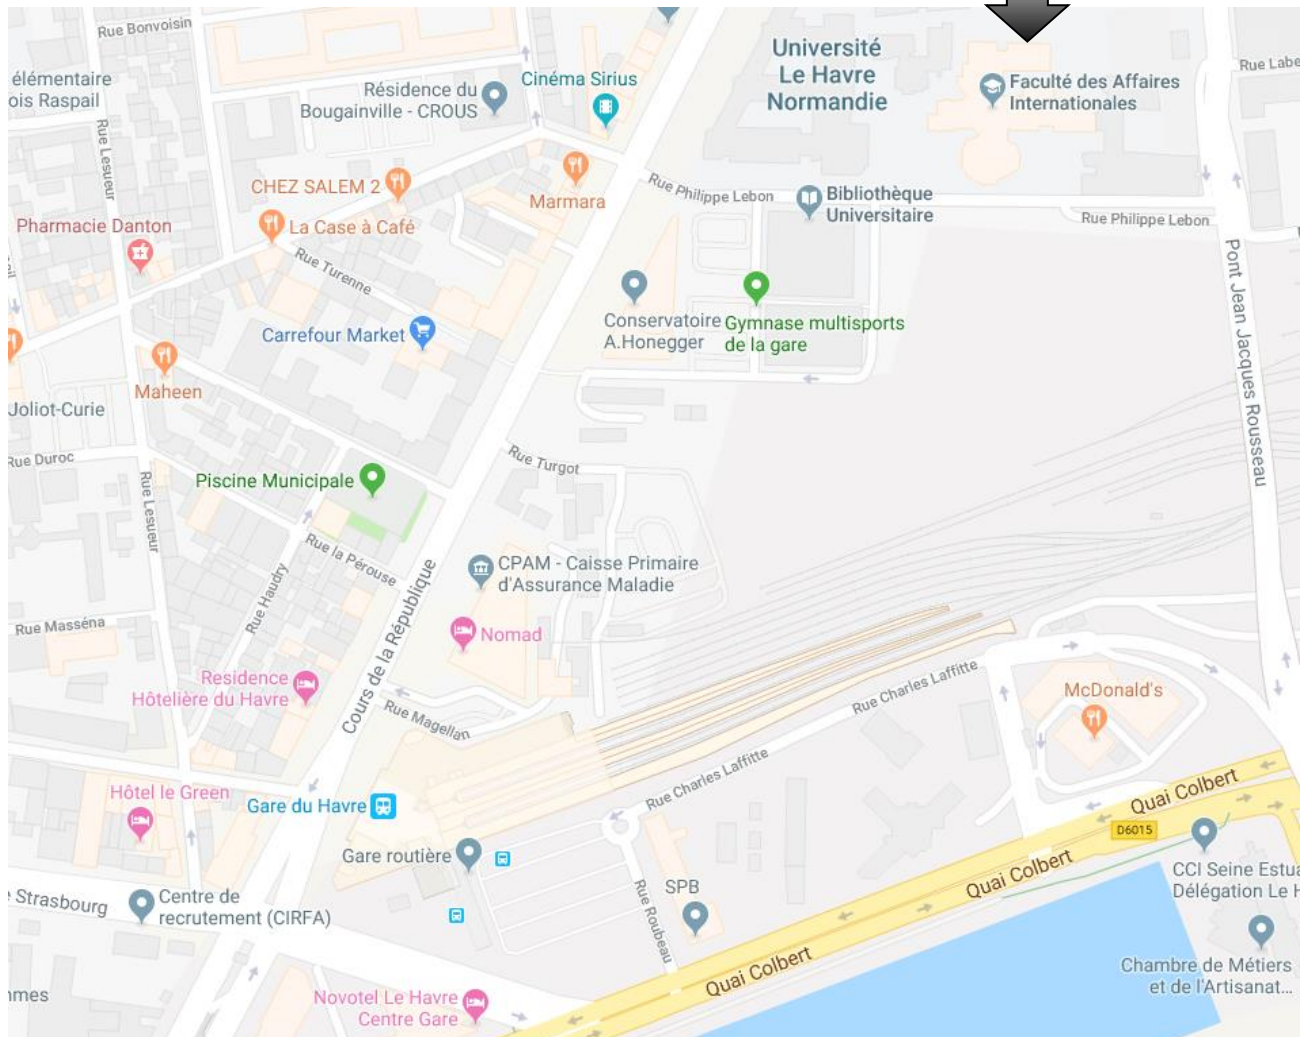 Rue Bonvoisin
Université
Le Havre
Normandie
Rue Labe
élémentaire
ois Raspail
Résidence du
Bougainville - CROUS
Cinéma Sirius
Faculté des Affaires
Internationales
Rue Lesueur
CHEZ SALEM 2
Marmara
Rue Philippe Lebon
Bibliothèque
Universitaire
Rue Philippe Lebon
Pharmacie Danton
La Case à Café
Rue Turenne
Pont Jean Jacques Rousseau
Carrefour Market
Conservatoire
A.Honegger
Gymnase multisports
de la gare
Maheen
Joliot-Curie
Rue Duroc
Rue Turgot
Piscine Municipale
Rue Lesueur
Rue la Pérouse
CPAM - Caisse Primaire
d'Assurance Maladie
Rue Haudry
Cours de la République
Rue Masséna
Nomad
Residence
Hôtelière du Havre
Rue Magellan
Rue Charles Laffitte
McDonald's
Rue Charles Laffitte
Hôtel le Green
Gare du Havre
Quai Colbert
D6015
Gare routière
Quai Colbert
CCI Seine Estua
Délégation Le H
SPB
Rue Roubeau
Strasbourg
Centre de
recrutement (CIRFA)
Quai Colbert
Chambre de Métiers
et de l'Artisanat...
mmes
Novotel Le Havre
Centre Gare